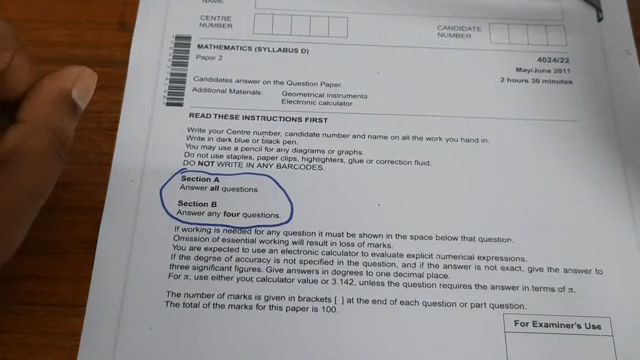 NAME
CENTRE
NUMBER
CANDIDATE
NUMBER
MATHEMATICS (SYLLABUS D)
4024/22
Paper 2
May/June 2011
2 hours 30 minutes
Candidates answer on the Question Paper.
Additional Materials: Geometrical instruments
Electronic calculator
READ THESE INSTRUCTIONS FIRST
Write your Centre number, candidate number and name on all the work you hand in.
Write in dark blue or black pen.
You may use a pencil for any diagrams or graphs.
Do not use staples, paper clips, highlighters, glue or correction fluid.
DO NOT WRITE IN ANY BARCODES.
Section A
Answer all questions.
Section B
Answer any four questions.
If working is needed for any question it must be shown in the space below that question.
Omission of essential working will result in loss of marks.
You are expected to use an electronic calculator to evaluate explicit numerical expressions.
If the degree of accuracy is not specified in the question, and if the answer is not exact, give the answer to
three significant figures. Give answers in degrees to one decimal place.
For π, use either your calculator value or 3.142, unless the question requires the answer in terms of π.
The number of marks is given in brackets [ ] at the end of each question or part question.
The total of the marks for this paper is 100.
For Examiner's Use